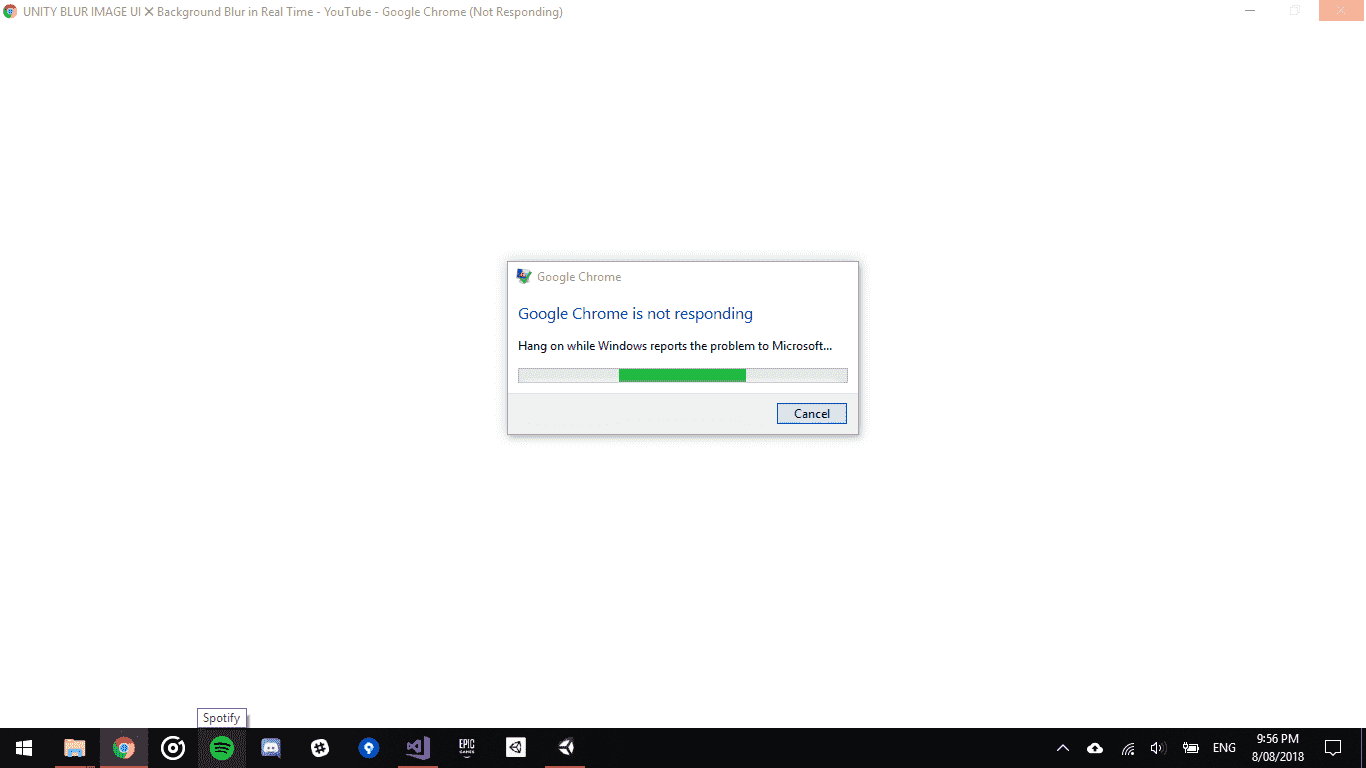 UNITY BLUR IMAGE UI ✕ Background Blur in Real Time - YouTube - Google Chrome (Not Responding)
Google Chrome
Google Chrome is not responding
Hang on while Windows reports the problem to Microsoft...
Cancel
Spotify
EPIC
GAMES
ENG
9:56 PM
8/08/2018